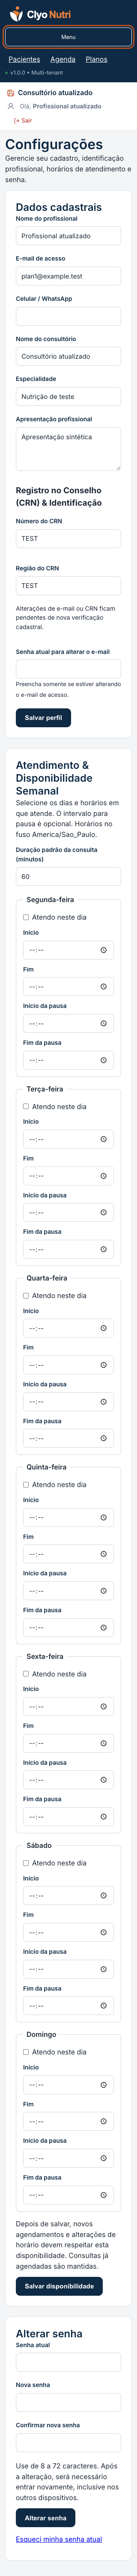 Clyo Nutri
Menu
Pacientes Agenda Planos
v1.0.0 • Multi-tenant
Consultório atualizado
Olá, Profissional atualizado
Sair
Configurações
Gerencie seu cadastro, identificação
profissional, horários de atendimento e
senha.
Dados cadastrais
Nome do profissional
Profissional atualizado
E-mail de acesso
plan1@example.test
Celular / WhatsApp
Nome do consultório
Consultório atualizado
Especialidade
Nutrição de teste
Apresentação profissional
Apresentação sintética
Registro no Conselho
(CRN) & Identificação
Número do CRN
TEST
Região do CRN
TEST
Alterações de e-mail ou CRN ficam
pendentes de nova verificação
cadastral.
Senha atual para alterar o e-mail
Preencha somente se estiver alterando
o e-mail de acesso.
Salvar perfil
Atendimento &
Disponibilidade
Semanal
Selecione os dias e horários em
que atende. O intervalo para
pausa é opcional. Horários no
fuso America/Sao_Paulo.
Duração padrão da consulta
(minutos)
60
Segunda-feira
Atendo neste dia
Início
--:--
Fim
--:--
Início da pausa
--:--
Fim da pausa
--:--
Terça-feira
Atendo neste dia
Início
--:--
Fim
--:--
Início da pausa
--:--
Fim da pausa
--:--
Quarta-feira
Atendo neste dia
Início
--:--
Fim
--:--
Início da pausa
--:--
Fim da pausa
--:--
Quinta-feira
Atendo neste dia
Início
--:--
Fim
--:--
Início da pausa
--:--
Fim da pausa
--:--
Sexta-feira
Atendo neste dia
Início
--:--
Fim
--:--
Início da pausa
--:--
Fim da pausa
--:--
Sábado
Atendo neste dia
Início
--:--
Fim
--:--
Início da pausa
--:--
Fim da pausa
--:--
Domingo
Atendo neste dia
Início
--:--
Fim
--:--
Início da pausa
--:--
Fim da pausa
--:--
Depois de salvar, novos
agendamentos e alterações de
horário devem respeitar esta
disponibilidade. Consultas já
agendadas são mantidas.
Salvar disponibilidade
Alterar senha
Senha atual
Nova senha
Confirmar nova senha
Use de 8 a 72 caracteres. Após
a alteração, será necessário
entrar novamente, inclusive nos
outros dispositivos.
Alterar senha
Esqueci minha senha atual